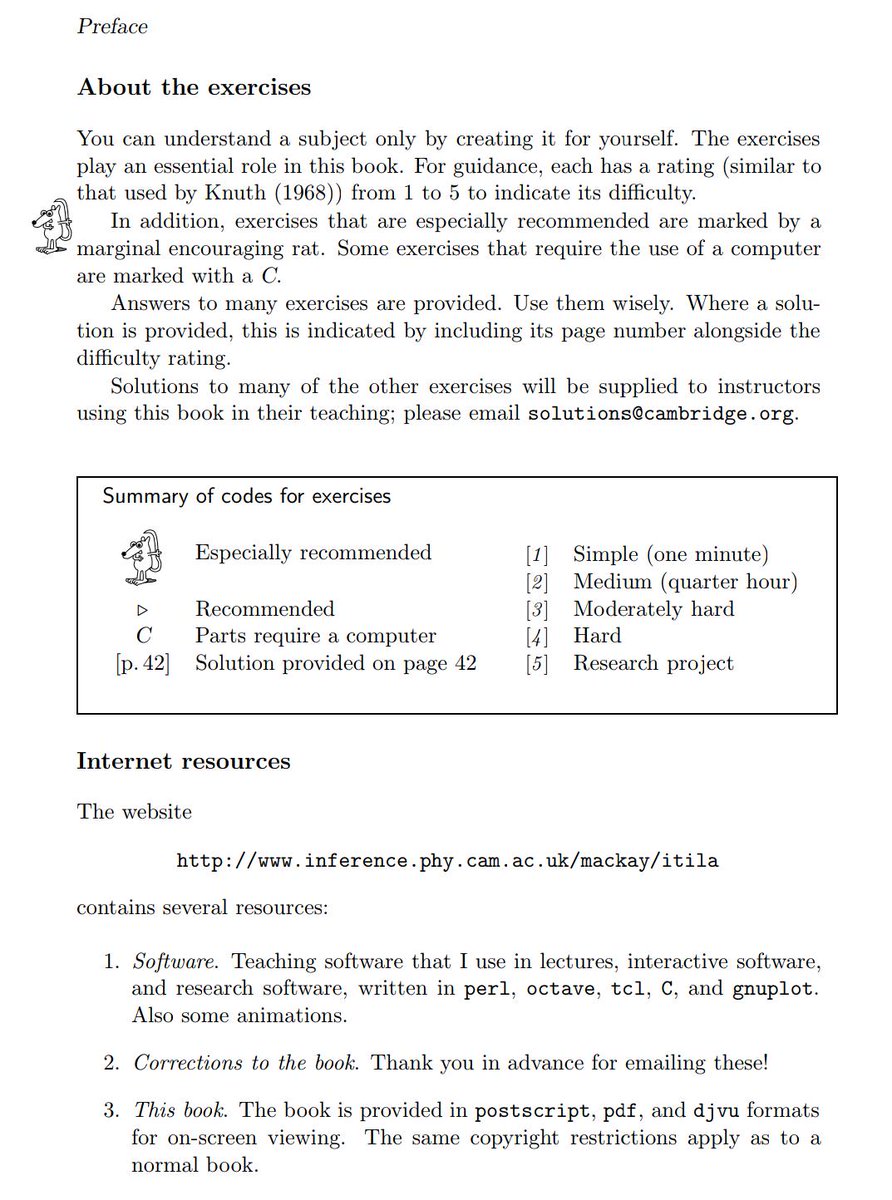 Preface
About the exercises
You can understand a subject only by creating it for yourself. The exercises
play an essential role in this book. For guidance, each has a rating (similar to
that used by Knuth (1968)) from 1 to 5 to indicate its difficulty.
In addition, exercises that are especially recommended are marked by a
marginal encouraging rat. Some exercises that require the use of a computer
are marked with a C.
Answers to many exercises are provided. Use them wisely. Where a solu-
tion is provided, this is indicated by including its page number alongside the
difficulty rating.
Solutions to many of the other exercises will be supplied to instructors
using this book in their teaching; please email solutions@cambridge.org.
Summary of codes for exercises
Especially recommended
▷ Recommended
C Parts require a computer
[p. 42] Solution provided on page 42
[1] Simple (one minute)
[2] Medium (quarter hour)
[3] Moderately hard
[4] Hard
[5] Research project
Internet resources
The website
http://www.inference.phy.cam.ac.uk/mackay/itila
contains several resources:
1. Software. Teaching software that I use in lectures, interactive software,
and research software, written in perl, octave, tcl, C, and gnuplot.
Also some animations.
2. Corrections to the book. Thank you in advance for emailing these!
3. This book. The book is provided in postscript, pdf, and djvu formats
for on-screen viewing. The same copyright restrictions apply as to a
normal book.